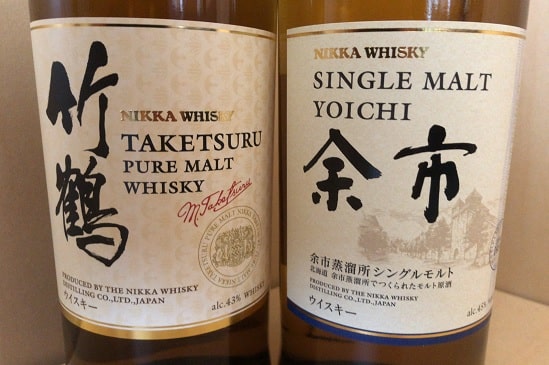 竹鶴
NIKKA WHISKY
TAKETSURU
PURE MALT
WHISKY
M. Taketsuru
PRODUCED BY THE NIKKA WHISKY
DISTILLING CO.,LTD.,JAPAN
ウイスキー
alc.43% WHISKY
NIKKA WHISKY
SINGLE MALT
YOICHI
余市
余市蒸溜所シングルモルト
北海道 余市蒸溜所でつくられたモルト原酒
PRODUCED BY THE NIKKA WHISKY
DISTILLING CO.,LTD.,JAPAN
ウイスキー
alc.45%